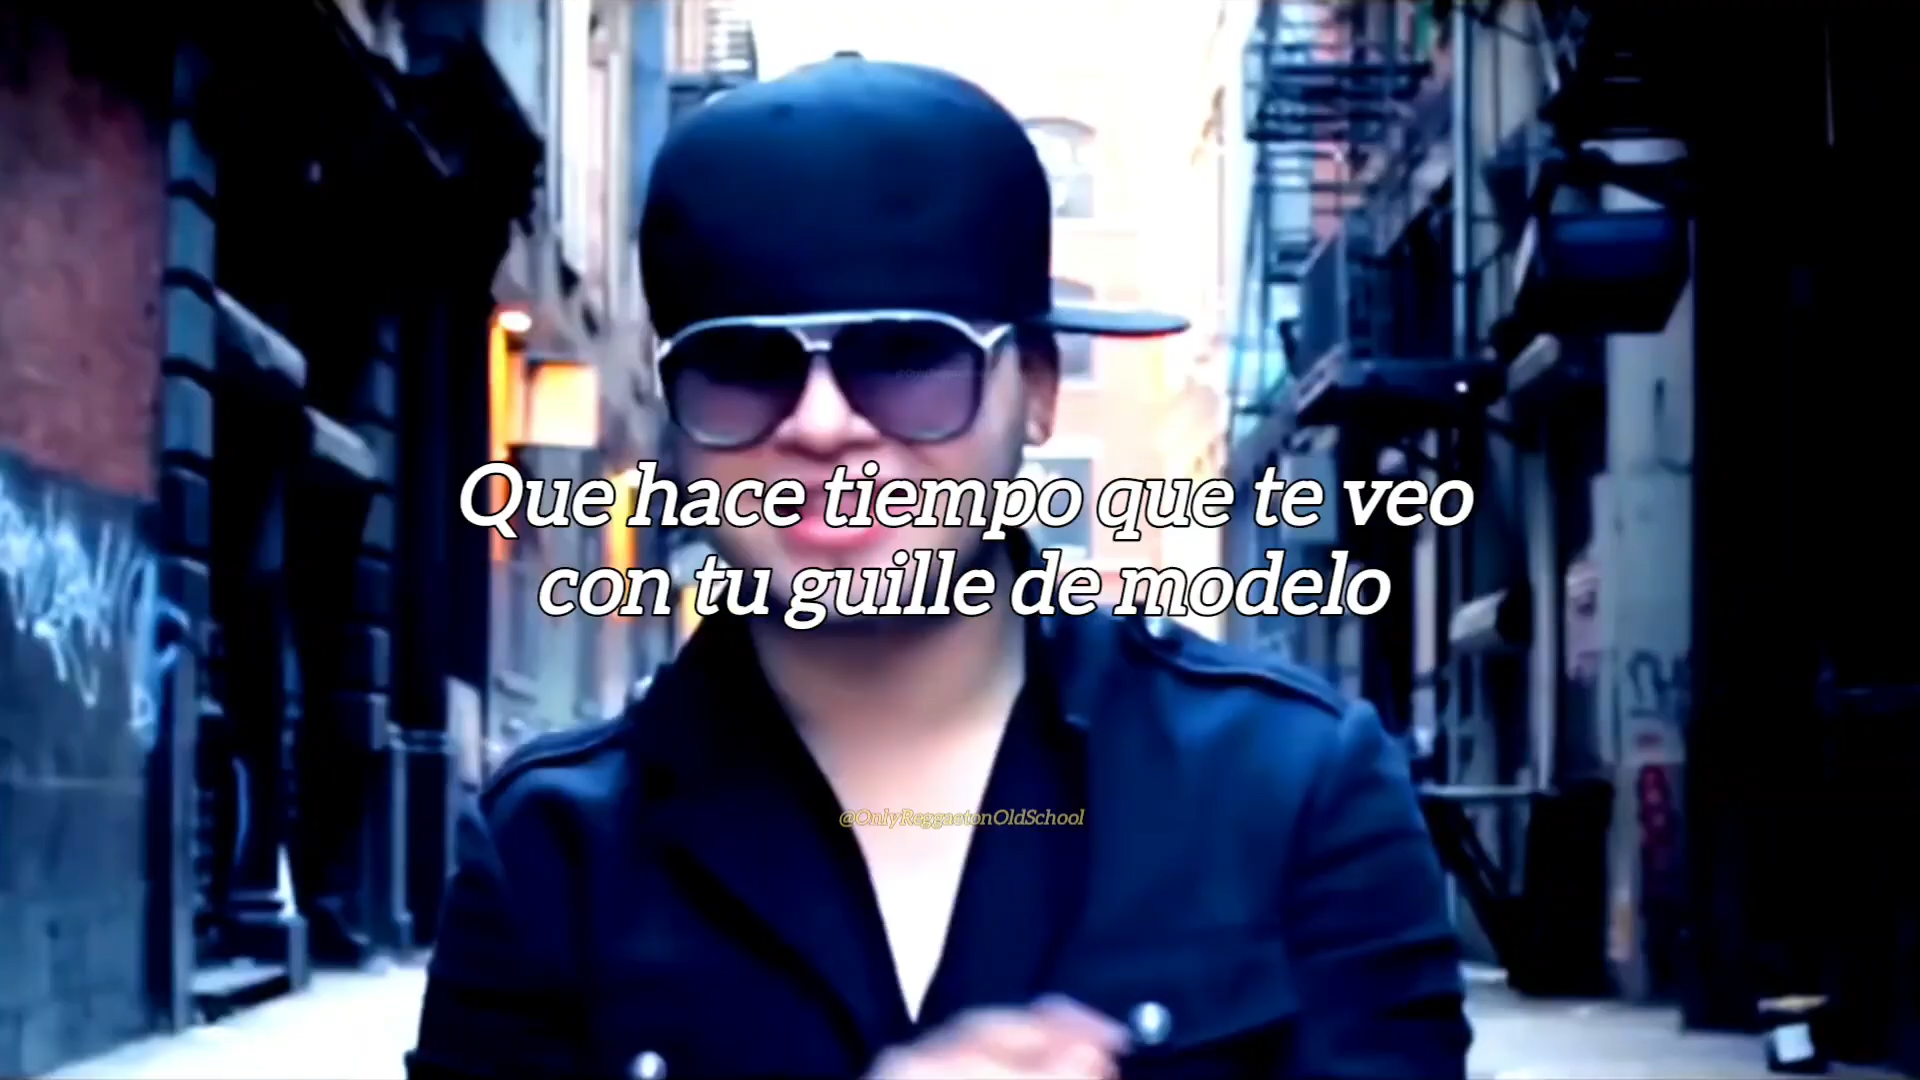 Que hace tiempo que te veo
con tu guille de modelo
@OnlyReggaetonOldSchool